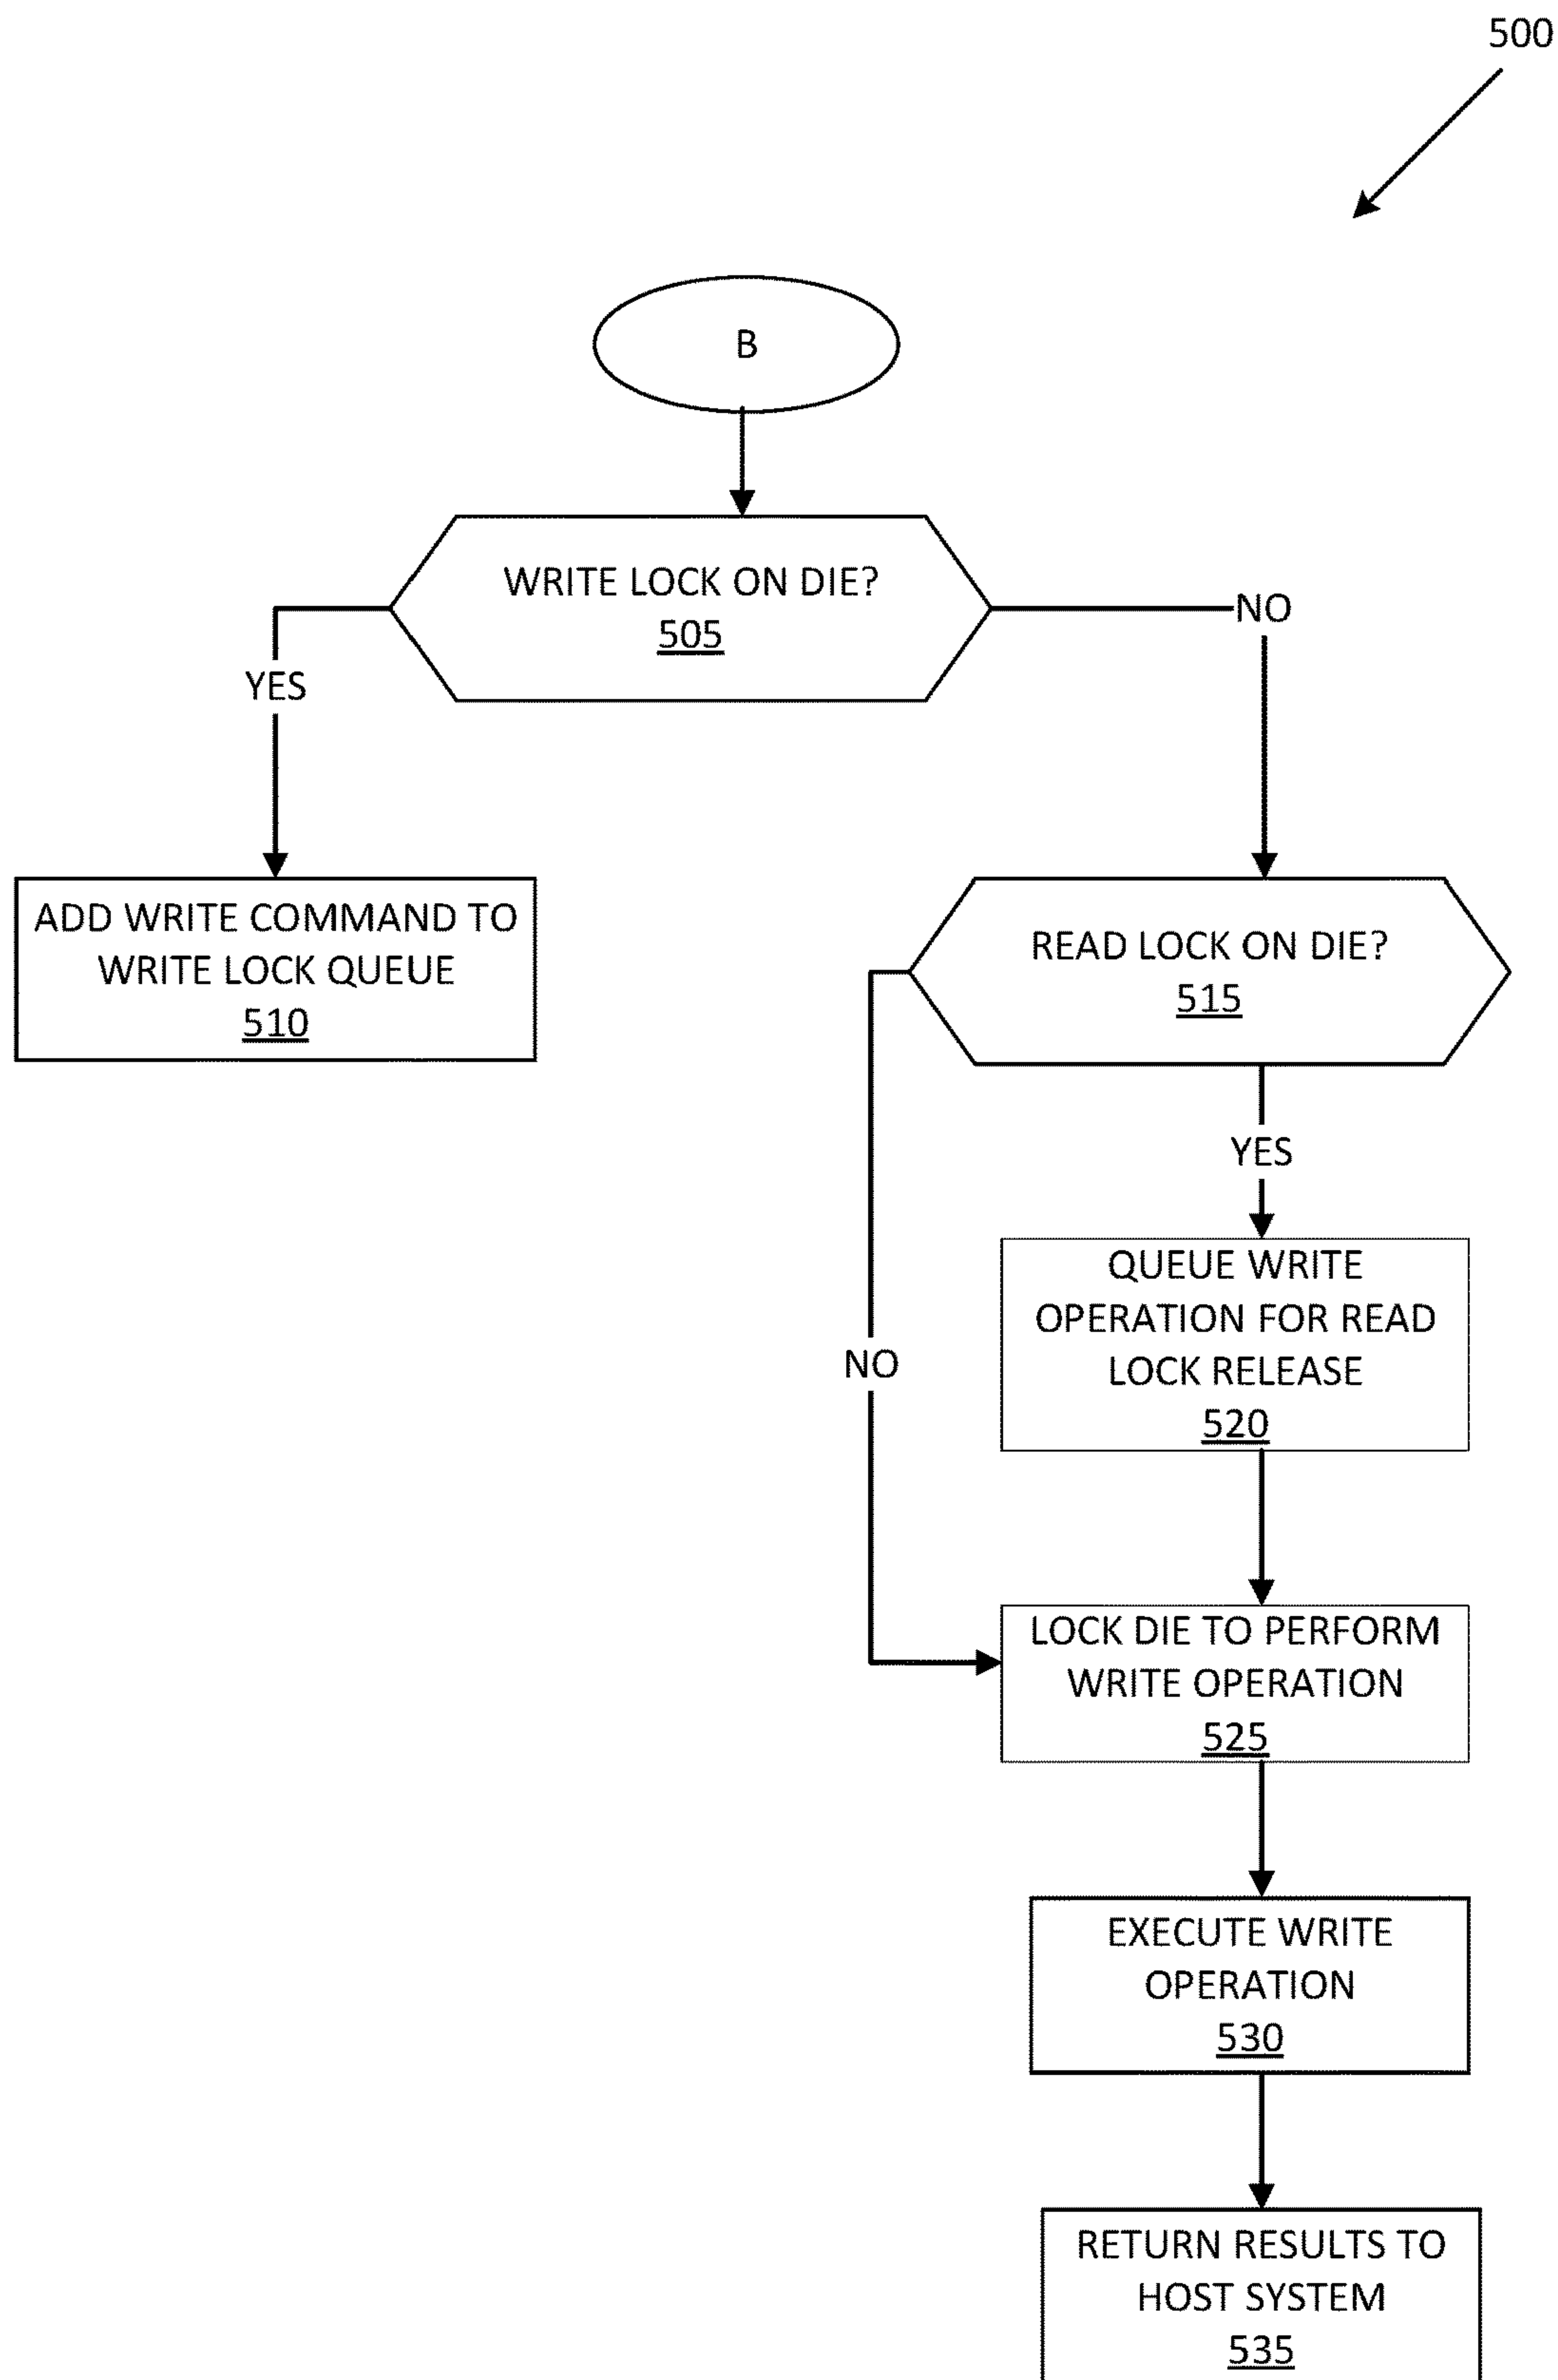 500
B
WRITE LOCK ON DIE?
505
NO
YES
ADD WRITE COMMAND TO
WRITE LOCK QUEUE
510
READ LOCK ON DIE?
515
YES
QUEUE WRITE
OPERATION FOR READ
LOCK RELEASE
520
NO
LOCK DIE TO PERFORM
WRITE OPERATION
525
EXECUTE WRITE
OPERATION
530
RETURN RESULTS TO
HOST SYSTEM
535